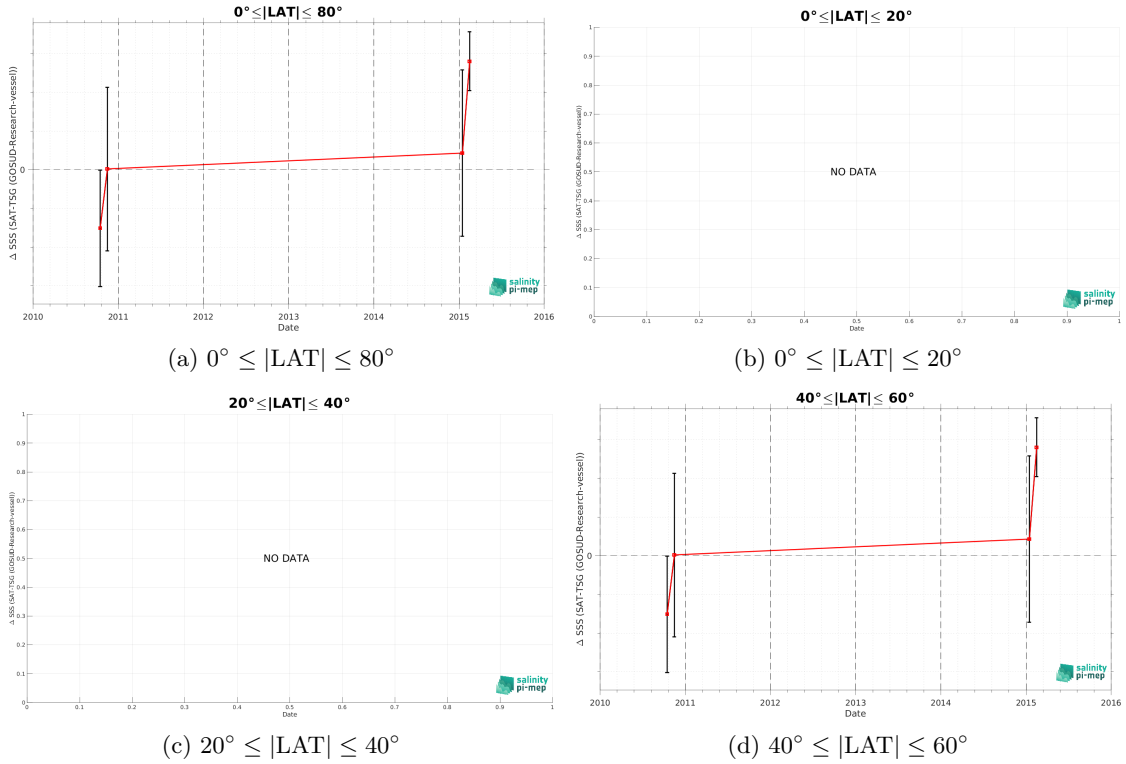 0°≤|LAT|≤ 80°
Δ SSS (SAT-TSG (GOSUD-Research-vessel))
0
2010 2011 2012 2013 2014 2015 2016
Date
salinity
pi-mep
(a) 0° ≤ |LAT| ≤ 80°
0°≤|LAT|≤ 20°
Δ SSS (SAT-TSG (GOSUD-Research-vessel))
1
0.9
0.8
0.7
0.6
0.5
0.4
0.3
0.2
0.1
0
NO DATA
0 0.1 0.2 0.3 0.4 0.5 0.6 0.7 0.8 0.9 1
Date
salinity
pi-mep
(b) 0° ≤ |LAT| ≤ 20°
20°≤|LAT|≤ 40°
Δ SSS (SAT-TSG (GOSUD-Research-vessel))
1
0.9
0.8
0.7
0.6
0.5
0.4
0.3
0.2
0.1
0
NO DATA
0 0.1 0.2 0.3 0.4 0.5 0.6 0.7 0.8 0.9 1
Date
salinity
pi-mep
(c) 20° ≤ |LAT| ≤ 40°
40°≤|LAT|≤ 60°
Δ SSS (SAT-TSG (GOSUD-Research-vessel))
0
2010 2011 2012 2013 2014 2015 2016
Date
salinity
pi-mep
(d) 40° ≤ |LAT| ≤ 60°